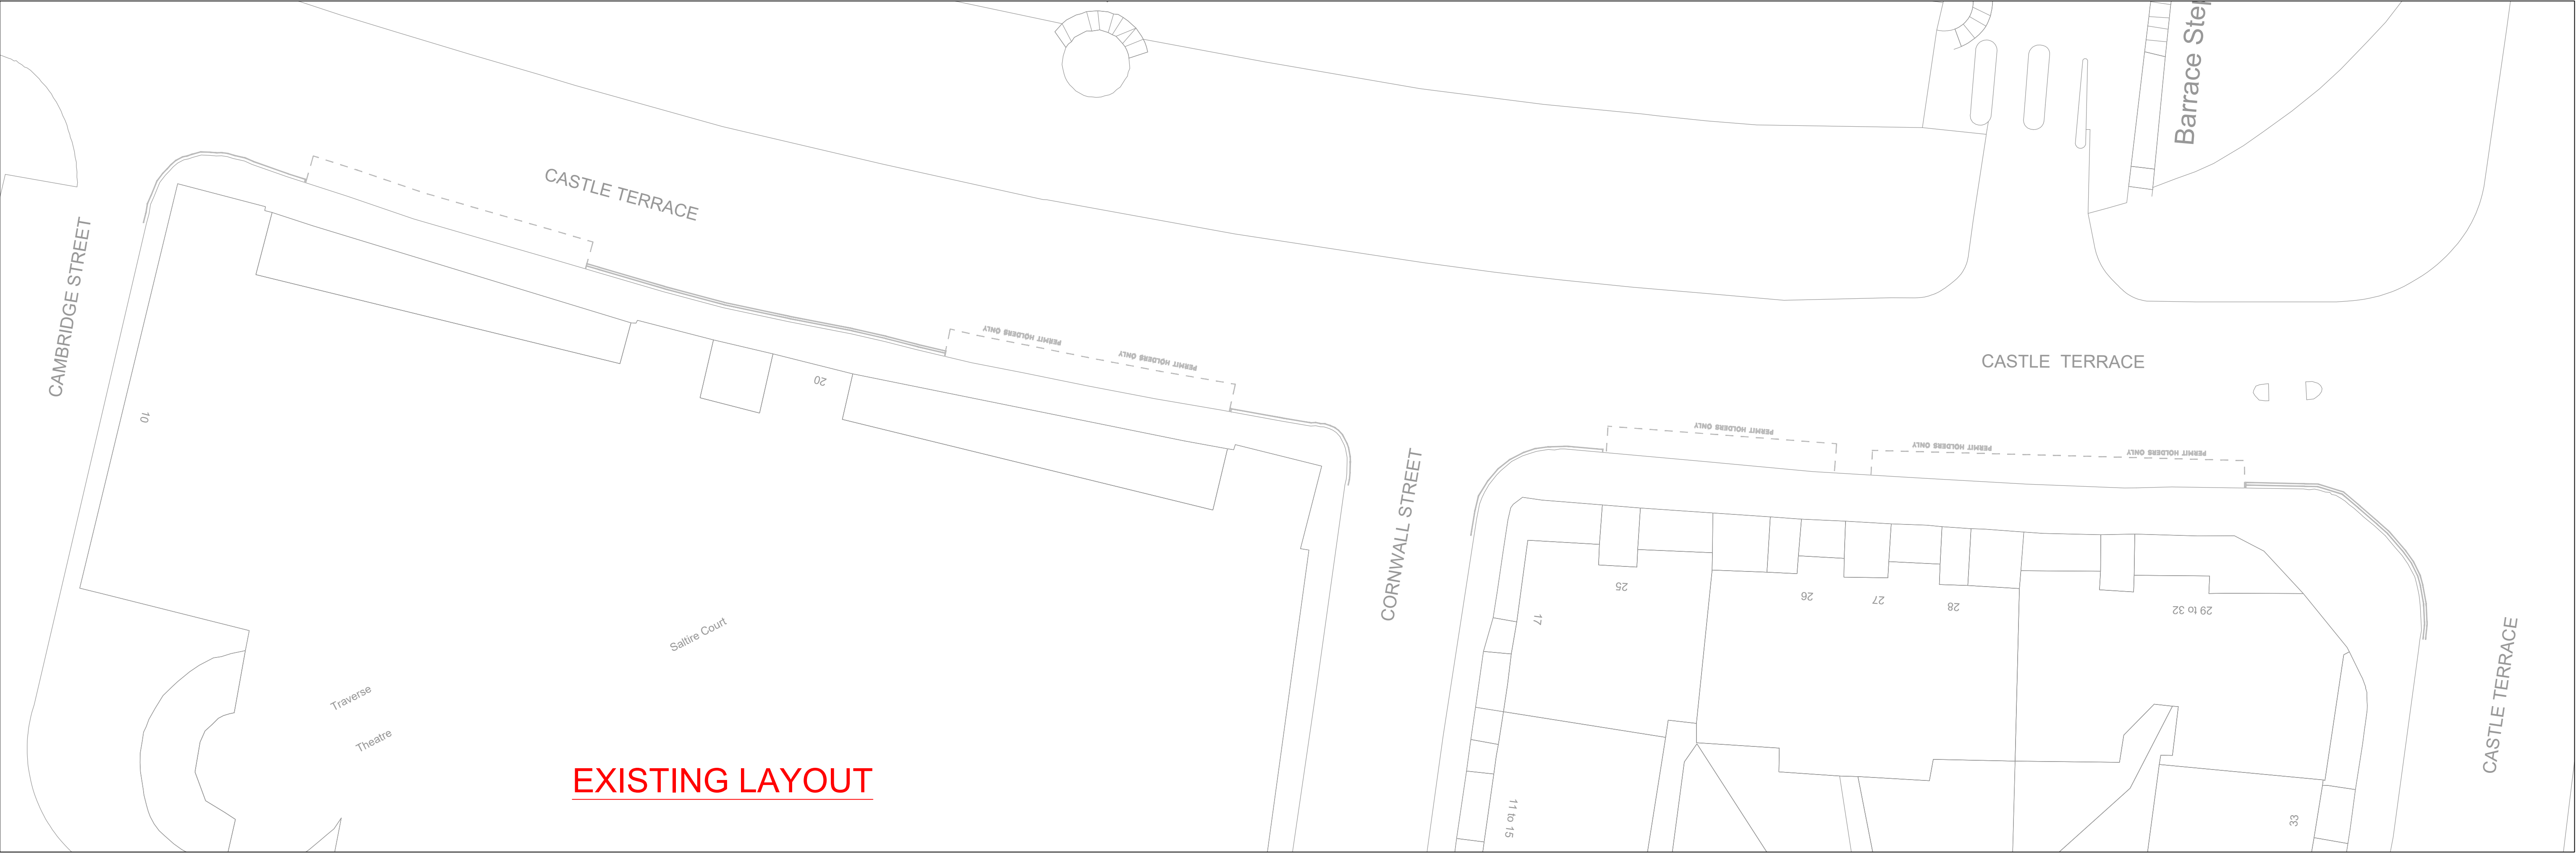 Barrace Step
CASTLE TERRACE
CAMBRIDGE STREET
PERMIT HOLDERS ONLY
PERMIT HOLDERS ONLY
CASTLE TERRACE
20
10
PERMIT HOLDERS ONLY
PERMIT HOLDERS ONLY
PERMIT HOLDERS ONLY
CORNWALL STREET
25
26
27
28
29 to 32
17
Saltire Court
CASTLE TERRACE
Traverse
Theatre
EXISTING LAYOUT
11 to 15
33